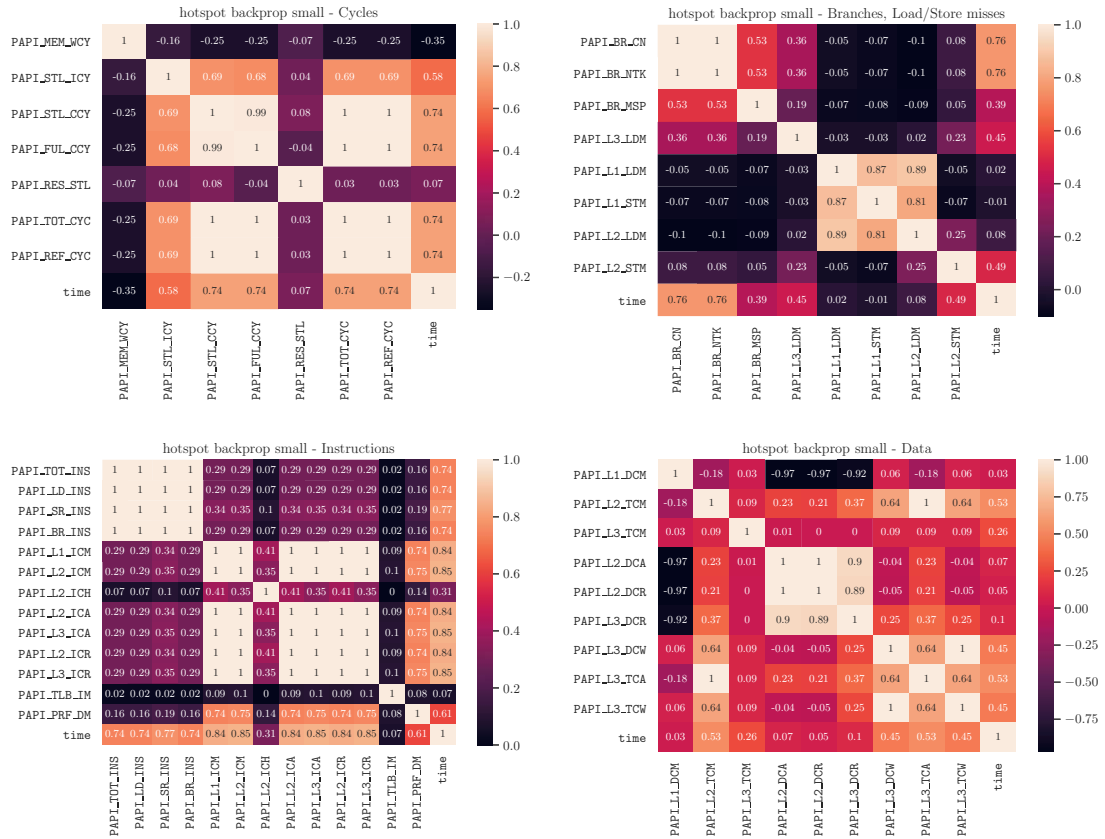 hotspot backprop small - Cycles
PAPI_MEM_WCY 1 -0.16 -0.25 -0.25 -0.07 -0.25 -0.25 -0.35
PAPI_STL_ICY -0.16 1 0.69 0.68 0.04 0.69 0.69 0.58
PAPI_STL_CCY -0.25 0.69 1 0.99 0.08 1 1 0.74
PAPI_FUL_CCY -0.25 0.68 0.99 1 -0.04 1 1 0.74
PAPI_RES_STL -0.07 0.04 0.08 -0.04 1 0.03 0.03 0.07
PAPI_TOT_CYC -0.25 0.69 1 1 0.03 1 1 0.74
PAPI_REF_CYC -0.25 0.69 1 1 0.03 1 1 0.74
time -0.35 0.58 0.74 0.74 0.07 0.74 0.74 1
PAPI_MEM_WCY
PAPI_STL_ICY
PAPI_STL_CCY
PAPI_FUL_CCY
PAPI_RES_STL
PAPI_TOT_CYC
PAPI_REF_CYC
time
1.0
0.8
0.6
0.4
0.2
0.0
−0.2
hotspot backprop small - Branches, Load/Store misses
PAPI_BR_CN 1 1 0.53 0.36 -0.05 -0.07 -0.1 0.08 0.76
PAPI_BR_NTK 1 1 0.53 0.36 -0.05 -0.07 -0.1 0.08 0.76
PAPI_BR_MSP 0.53 0.53 1 0.19 -0.07 -0.08 -0.09 0.05 0.39
PAPI_L3_LDM 0.36 0.36 0.19 1 -0.03 -0.03 0.02 0.23 0.45
PAPI_L1_LDM -0.05 -0.05 -0.07 -0.03 1 0.87 0.89 -0.05 0.02
PAPI_L1_STM -0.07 -0.07 -0.08 -0.03 0.87 1 0.81 -0.07 -0.01
PAPI_L2_LDM -0.1 -0.1 -0.09 0.02 0.89 0.81 1 0.25 0.08
PAPI_L2_STM 0.08 0.08 0.05 0.23 -0.05 -0.07 0.25 1 0.49
time 0.76 0.76 0.39 0.45 0.02 -0.01 0.08 0.49 1
PAPI_BR_CN
PAPI_BR_NTK
PAPI_BR_MSP
PAPI_L3_LDM
PAPI_L1_LDM
PAPI_L1_STM
PAPI_L2_LDM
PAPI_L2_STM
time
1.0
0.8
0.6
0.4
0.2
0.0
hotspot backprop small - Instructions
PAPI_TOT_INS 1 1 1 1 0.29 0.29 0.07 0.29 0.29 0.29 0.29 0.02 0.16 0.74
PAPI_LD_INS 1 1 1 1 0.29 0.29 0.07 0.29 0.29 0.29 0.29 0.02 0.16 0.74
PAPI_SR_INS 1 1 1 1 0.34 0.35 0.1 0.34 0.35 0.34 0.35 0.02 0.19 0.77
PAPI_BR_INS 1 1 1 1 0.29 0.29 0.07 0.29 0.29 0.29 0.29 0.02 0.16 0.74
PAPI_L1_ICM 0.29 0.29 0.34 0.29 1 1 0.41 1 1 1 1 0.09 0.74 0.84
PAPI_L2_ICM 0.29 0.29 0.35 0.29 1 1 0.35 1 1 1 1 0.1 0.75 0.85
PAPI_L2_ICH 0.07 0.07 0.1 0.07 0.41 0.35 1 0.41 0.35 0.41 0.35 0 0.14 0.31
PAPI_L2_ICA 0.29 0.29 0.34 0.29 1 1 0.41 1 1 1 1 0.09 0.74 0.84
PAPI_L3_ICA 0.29 0.29 0.35 0.29 1 1 0.35 1 1 1 1 0.1 0.75 0.85
PAPI_L2_ICR 0.29 0.29 0.34 0.29 1 1 0.41 1 1 1 1 0.09 0.74 0.84
PAPI_L3_ICR 0.29 0.29 0.35 0.29 1 1 0.35 1 1 1 1 0.1 0.75 0.85
PAPI_TLB_IM 0.02 0.02 0.02 0.02 0.09 0.1 0 0.09 0.1 0.09 0.1 1 0.08 0.07
PAPI_PRF_DM 0.16 0.16 0.19 0.16 0.74 0.75 0.14 0.74 0.75 0.74 0.75 0.08 1 0.61
time 0.74 0.74 0.77 0.74 0.84 0.85 0.31 0.84 0.85 0.84 0.85 0.07 0.61 1
PAPI_TOT_INS
PAPI_LD_INS
PAPI_SR_INS
PAPI_BR_INS
PAPI_L1_ICM
PAPI_L2_ICM
PAPI_L2_ICH
PAPI_L2_ICA
PAPI_L3_ICA
PAPI_L2_ICR
PAPI_L3_ICR
PAPI_TLB_IM
PAPI_PRF_DM
time
1.0
0.8
0.6
0.4
0.2
0.0
hotspot backprop small - Data
PAPI_L1_DCM 1 -0.18 0.03 -0.97 -0.97 -0.92 0.06 -0.18 0.06 0.03
PAPI_L2_TCM -0.18 1 0.09 0.23 0.21 0.37 0.64 1 0.64 0.53
PAPI_L3_TCM 0.03 0.09 1 0.01 0 0 0.09 0.09 0.09 0.26
PAPI_L2_DCA -0.97 0.23 0.01 1 1 0.9 -0.04 0.23 -0.04 0.07
PAPI_L2_DCR -0.97 0.21 0 1 1 0.89 -0.05 0.21 -0.05 0.05
PAPI_L3_DCR -0.92 0.37 0 0.9 0.89 1 0.25 0.37 0.25 0.1
PAPI_L3_DCW 0.06 0.64 0.09 -0.04 -0.05 0.25 1 0.64 1 0.45
PAPI_L3_TCA -0.18 1 0.09 0.23 0.21 0.37 0.64 1 0.64 0.53
PAPI_L3_TCW 0.06 0.64 0.09 -0.04 -0.05 0.25 1 0.64 1 0.45
time 0.03 0.53 0.26 0.07 0.05 0.1 0.45 0.53 0.45 1
PAPI_L1_DCM
PAPI_L2_TCM
PAPI_L3_TCM
PAPI_L2_DCA
PAPI_L2_DCR
PAPI_L3_DCR
PAPI_L3_DCW
PAPI_L3_TCA
PAPI_L3_TCW
time
1.00
0.75
0.50
0.25
0.00
−0.25
−0.50
−0.75